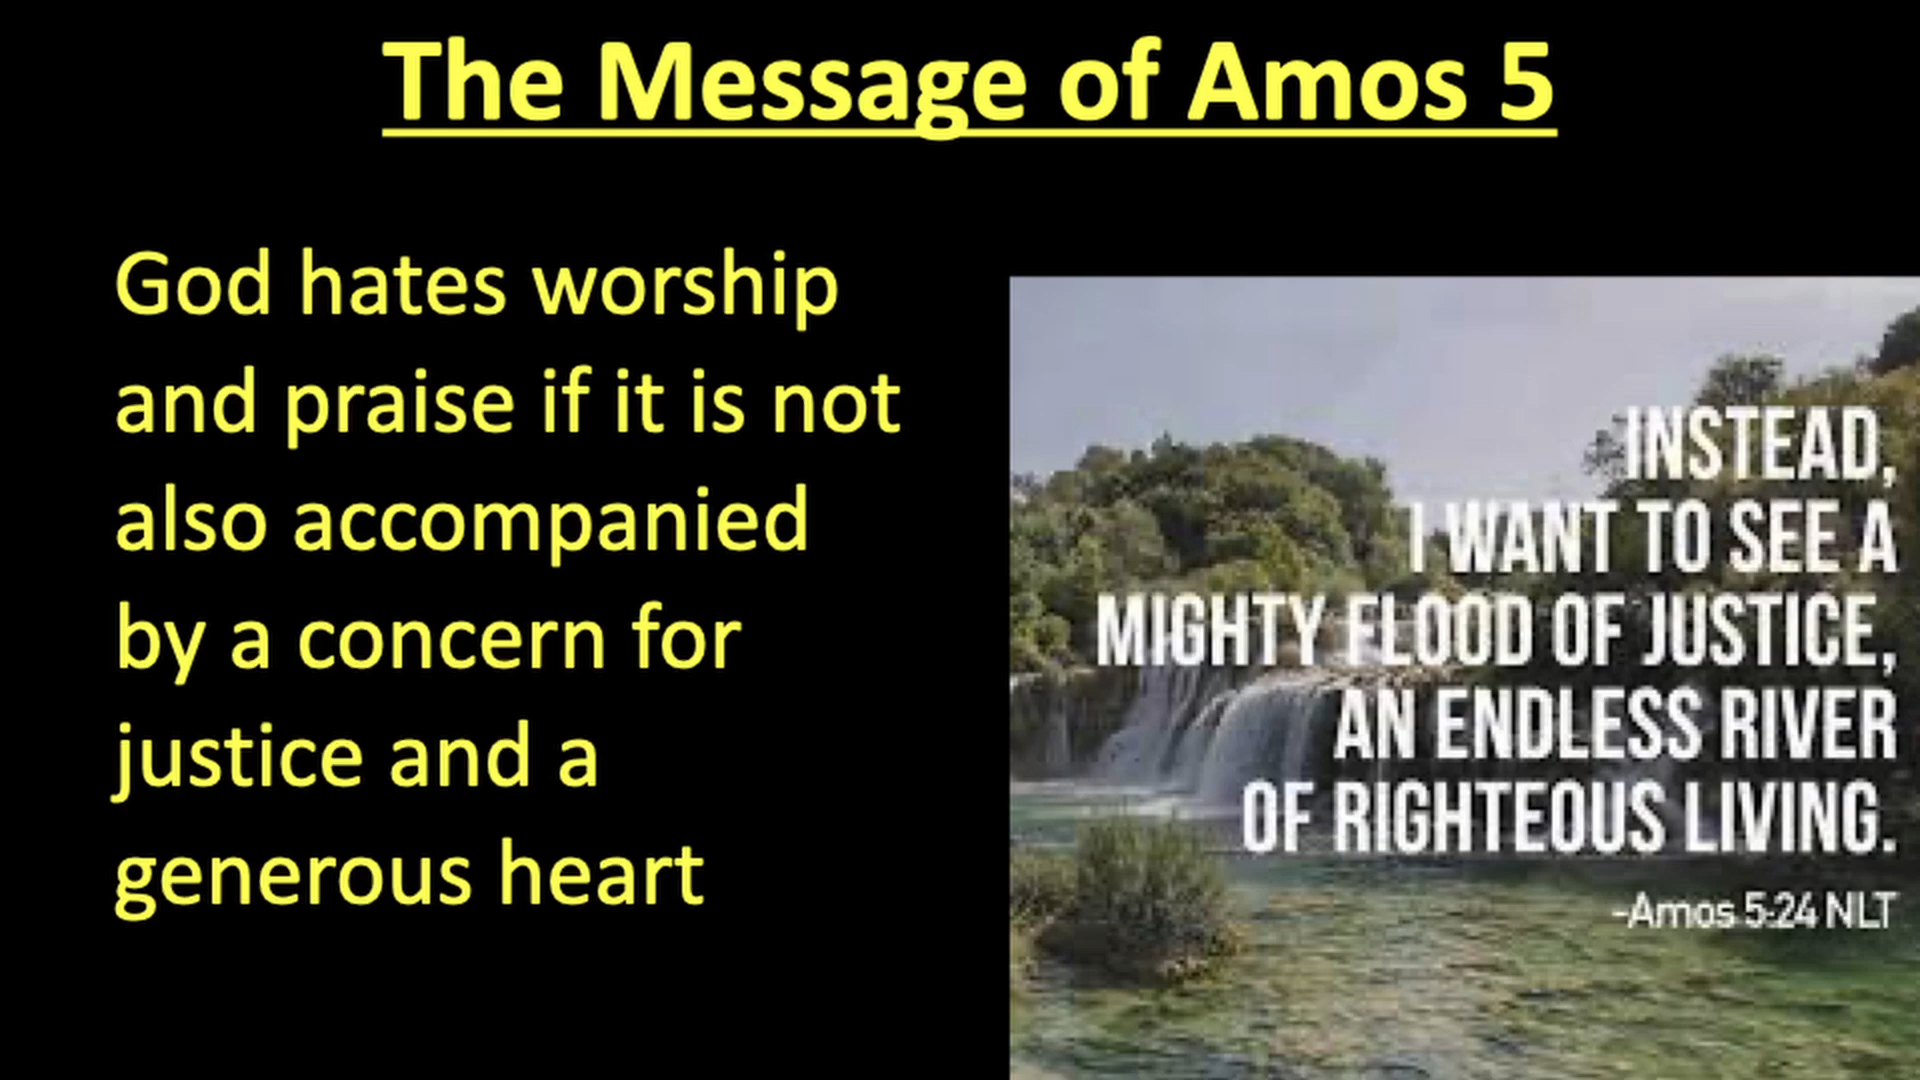 The Message of Amos 5
God hates worship
and praise if it is not
also accompanied
by a concern for
justice and a
generous heart
INSTEAD,
I WANT TO SEE A
MIGHTY FLOOD OF JUSTICE,
AN ENDLESS RIVER
OF RIGHTEOUS LIVING.
-Amos 5:24 NLT